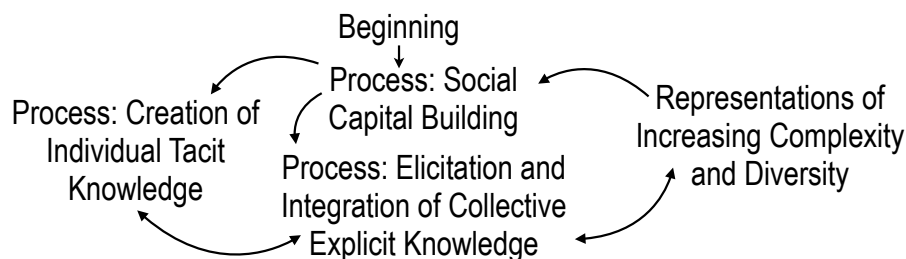 Beginning
Process: Social
Capital Building
Process: Creation of
Individual Tacit
Knowledge
Process: Elicitation and
Integration of Collective
Explicit Knowledge
Representations of
Increasing Complexity
and Diversity